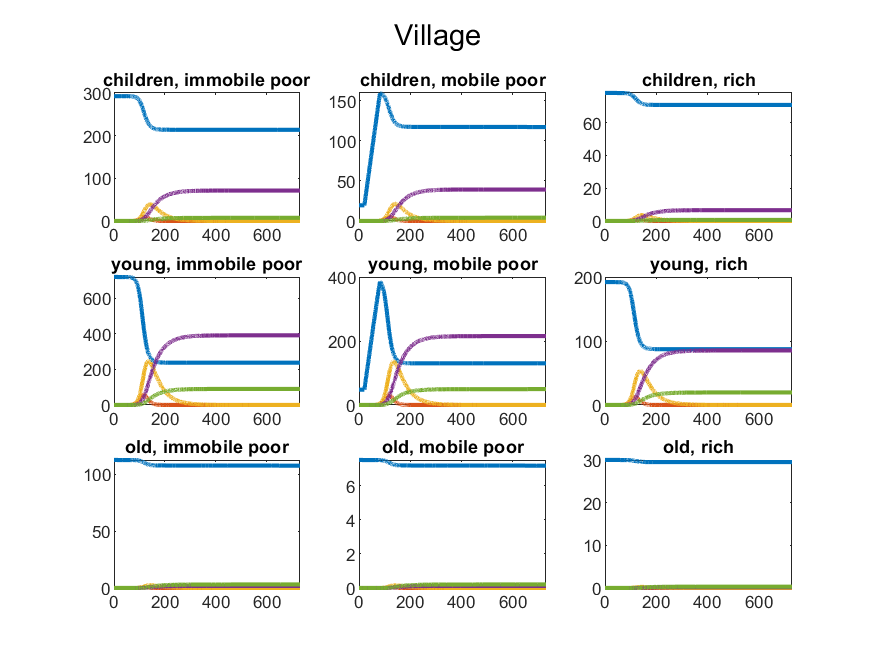 Village
children, immobile poor
children, mobile poor
children, rich
300
200
100
0
0 200 400 600
150
100
50
0
0 200 400 600
60
40
20
0
0 200 400 600
young, immobile poor
young, mobile poor
young, rich
600
400
200
0
0 200 400 600
400
200
0
0 200 400 600
200
100
0
0 200 400 600
old, immobile poor
old, mobile poor
old, rich
100
50
0
0 200 400 600
6
4
2
0
0 200 400 600
30
20
10
0
0 200 400 600